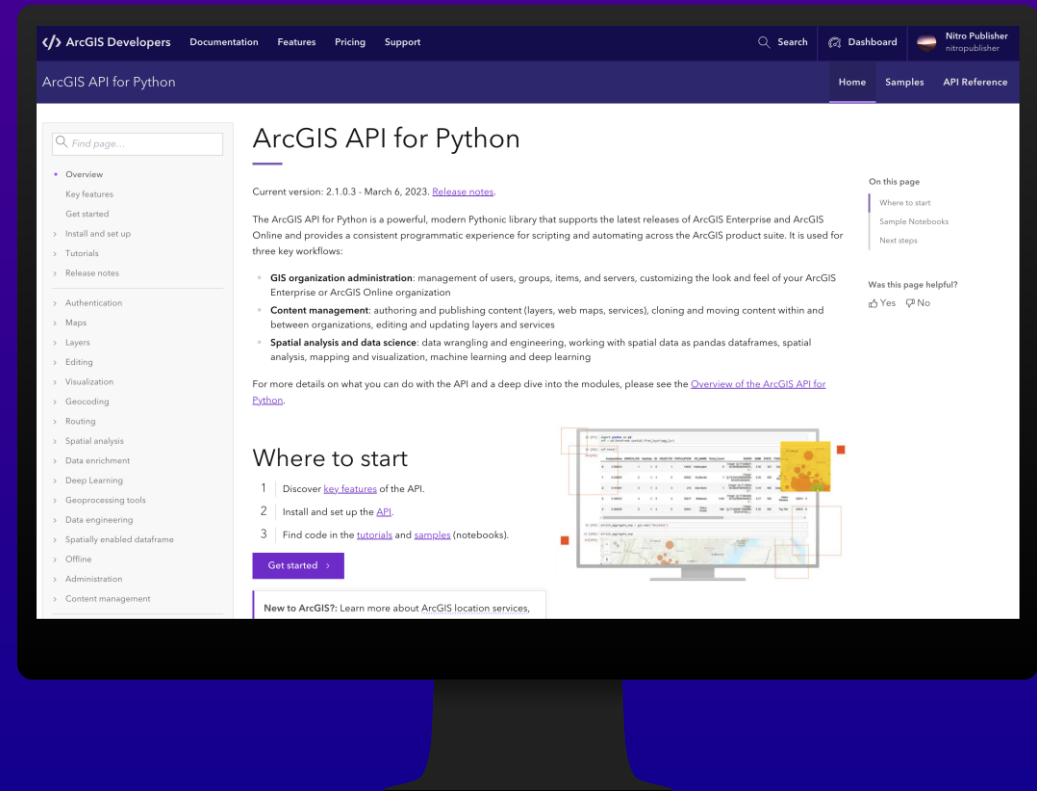 ArcGIS Developers Documentation Features Pricing Support Search Dashboard Nitro Publisher
nitropublisher
ArcGIS API for Python Home Samples API Reference
Find page...
Overview
Key features
Get started
Install and set up
Tutorials
Release notes
Authentication
Maps
Layers
Editing
Visualization
Geocoding
Routing
Spatial analysis
Data enrichment
Deep Learning
Geoprocessing tools
Data engineering
Spatially enabled dataframe
Offline
Administration
Content management
ArcGIS API for Python
Current version: 2.1.0.3 - March 6, 2023. Release notes.
The ArcGIS API for Python is a powerful, modern Pythonic library that supports the latest releases of ArcGIS Enterprise and ArcGIS
Online and provides a consistent programmatic experience for scripting and automating across the ArcGIS product suite. It is used for
three key workflows:
GIS organization administration: management of users, groups, items, and servers, customizing the look and feel of your ArcGIS
Enterprise or ArcGIS Online organization
Content management: authoring and publishing content (layers, web maps, services), cloning and moving content within and
between organizations, editing and updating layers and services
Spatial analysis and data science: data wrangling and engineering, working with spatial data as pandas dataframes, spatial
analysis, mapping and visualization, machine learning and deep learning
For more details on what you can do with the API and a deep dive into the modules, please see the Overview of the ArcGIS API for
Python.
Where to start
1 Discover key features of the API.
2 Install and set up the API.
3 Find code in the tutorials and samples (notebooks).
Get started
New to ArcGIS?: Learn more about ArcGIS location services,
On this page
Where to start
Sample Notebooks
Next steps
Was this page helpful?
Yes No